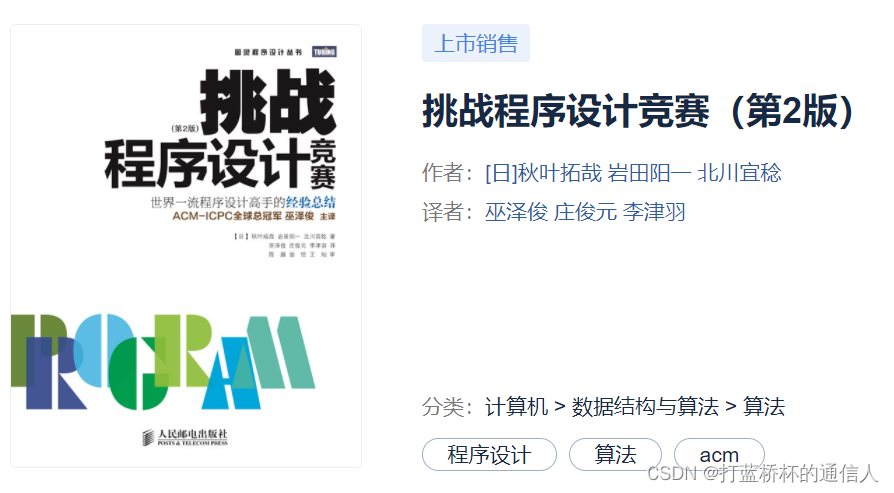 图灵程序设计丛书 TURING
(第2版) 挑战
程序设计竞赛
世界一流程序设计高手的经验总结
ACM-ICPC全球总冠军 巫泽俊 主译
【日】秋叶拓哉 岩田阳一 北川宜稔 著
巫泽俊 庄俊元 李津羽 译
PROGRAM
人民邮电出版社
POSTS & TELECOM PRESS
上市销售
挑战程序设计竞赛（第2版）
作者：[日]秋叶拓哉 岩田阳一 北川宜稔
译者：巫泽俊 庄俊元 李津羽
分类：计算机 > 数据结构与算法 > 算法
程序设计 算法 acm
CSDN @打蓝桥杯的通信人